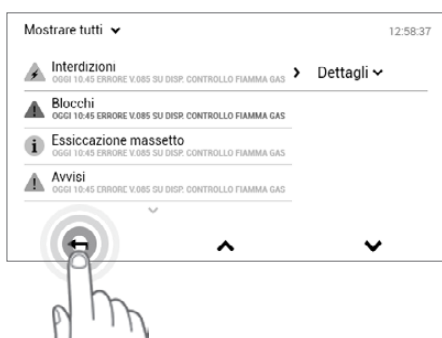 Mostrare tutti
12:58:37
Interdizioni
OGGI 10:45 ERRORE V.085 SU DISP. CONTROLLO FIAMMA GAS
Dettagli
Blocchi
OGGI 10:45 ERRORE V.085 SU DISP. CONTROLLO FIAMMA GAS
Essiccazione massetto
OGGI 10:45 ERRORE V.085 SU DISP. CONTROLLO FIAMMA GAS
Avvisi
OGGI 10:45 ERRORE V.085 SU DISP. CONTROLLO FIAMMA GAS